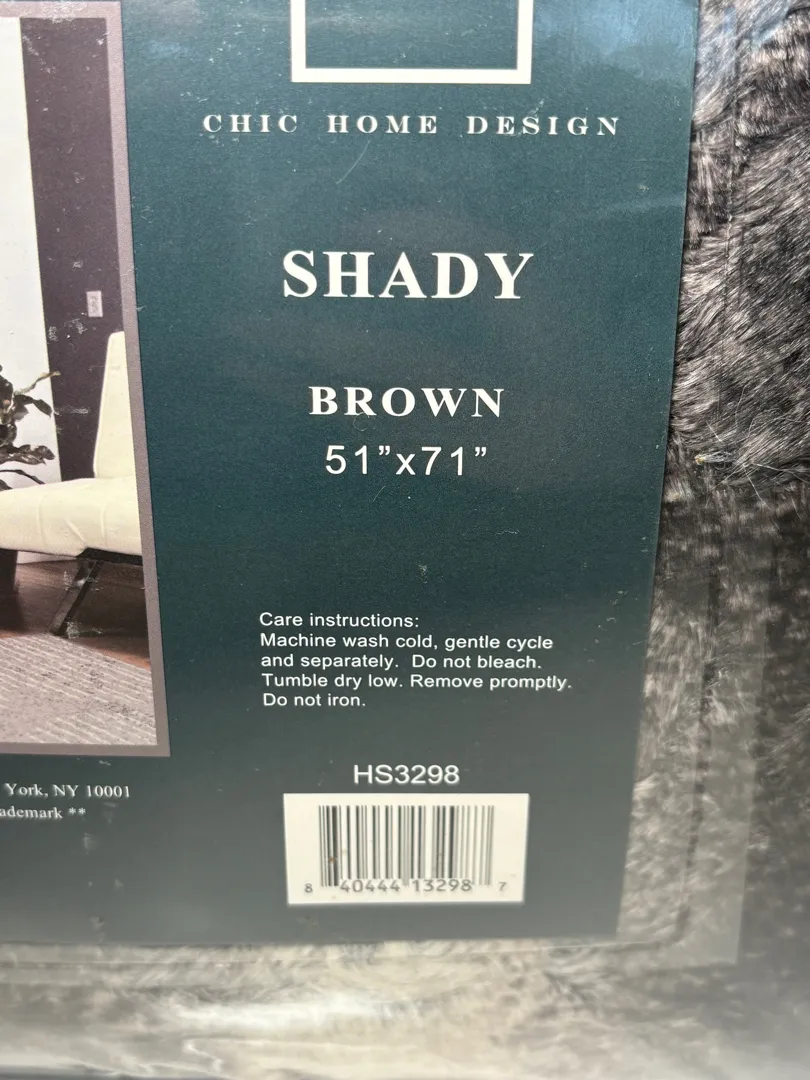 CHIC HOME DESIGN
SHADY
BROWN
51”x71”
Care instructions:
Machine wash cold, gentle cycle
and separately. Do not bleach.
Tumble dry low. Remove promptly.
Do not iron.
HS3298
8 40444 13298 7
York, NY 10001
ademark **